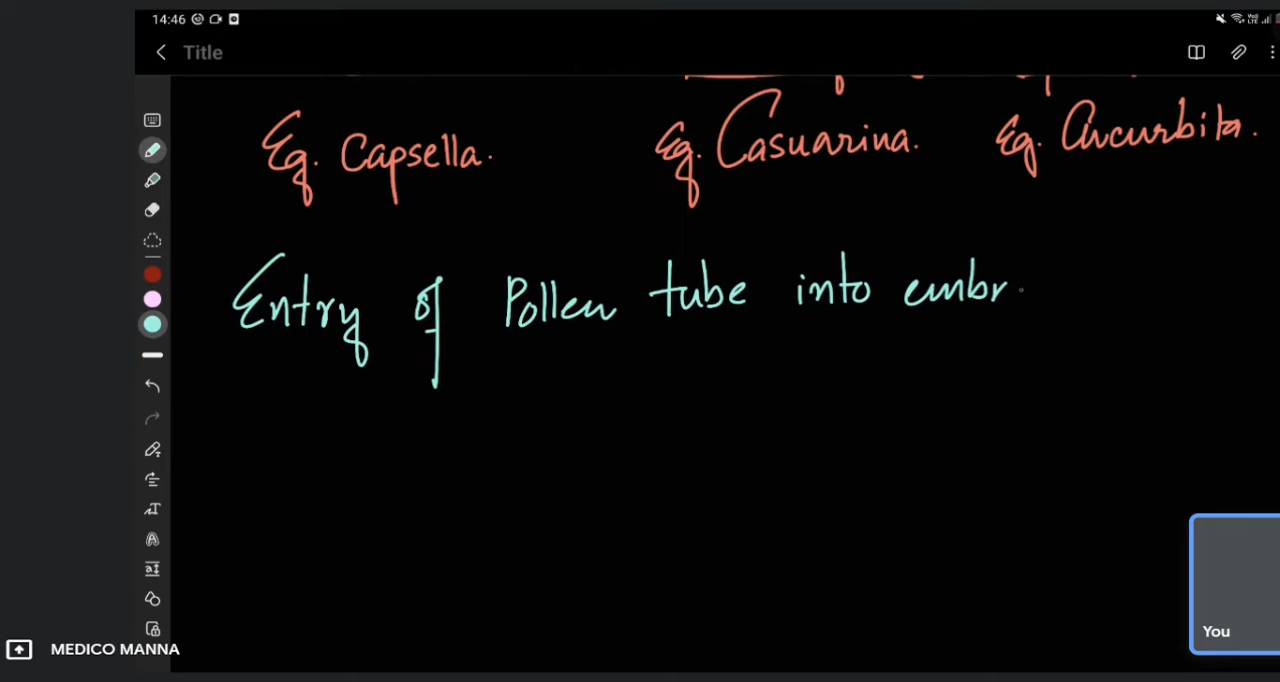 14:46
Title
Eg. Capsella. Eg. Casuarina. Eg. Cucurbita.
Entry of Pollen tube into embr
You
MEDICO MANNA